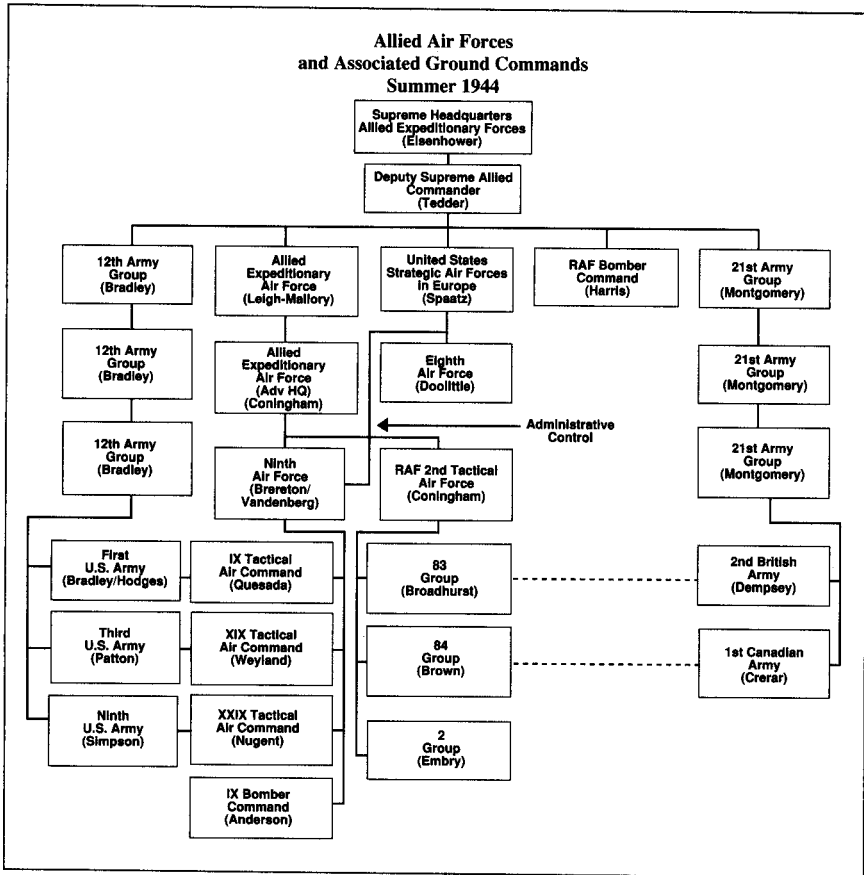 Allied Air Forces
and Associated Ground Commands
Summer 1944
Supreme Headquarters
Allied Expeditionary Forces
(Eisenhower)
Deputy Supreme Allied
Commander
(Tedder)
12th Army
Group
(Bradley)
Allied
Expeditionary
Air Force
(Leigh-Mallory)
United States
Strategic Air Forces
in Europe
(Spaatz)
RAF Bomber
Command
(Harris)
21st Army
Group
(Montgomery)
12th Army
Group
(Bradley)
Allied
Expeditionary
Air Force
(Adv HQ)
(Coningham)
Eighth
Air Force
(Doolittle)
21st Army
Group
(Montgomery)
Administrative
Control
12th Army
Group
(Bradley)
Ninth
Air Force
(Brereton/
Vandenberg)
RAF 2nd Tactical
Air Force
(Coningham)
21st Army
Group
(Montgomery)
First
U.S. Army
(Bradley/Hodges)
IX Tactical
Air Command
(Quesada)
83
Group
(Broadhurst)
2nd British
Army
(Dempsey)
Third
U.S. Army
(Patton)
XIX Tactical
Air Command
(Weyland)
84
Group
(Brown)
1st Canadian
Army
(Crerar)
Ninth
U.S. Army
(Simpson)
XXIX Tactical
Air Command
(Nugent)
2
Group
(Embry)
IX Bomber
Command
(Anderson)